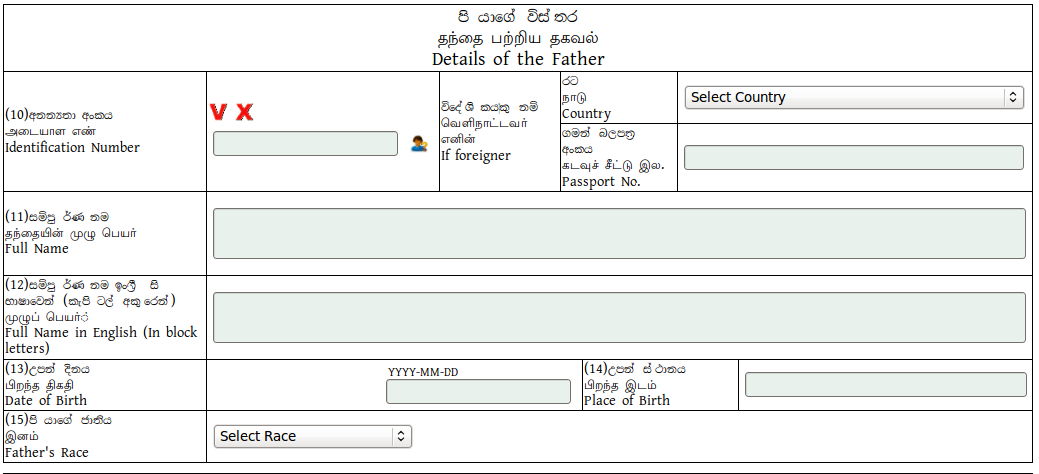 පි යාගේ විස් තර
தந்தை பற்றிய தகவல்
Details of the Father
(10)අනන්‍යතා අංකය
அடையாள எண்
Identification Number
V X
විදේ ශි කයකු නම්
வெளிநாட்டவர்
எனின்
If foreigner
රට
நாடு
Country
Select Country
ගමන් බලපත්‍ර
අංකය
கடவுச் சீட்டு இல.
Passport No.
(11)සම්පූ ර්ණ නම
தந்தையின் முழு பெயர்
Full Name
(12)සම්පූ ර්ණ නම ඉංග්‍රී සි
භාෂාවෙන් (කැපි ටල් අකු රෙන්)
முழுப் பெயர்்
Full Name in English (In block
letters)
(13)උපන් දිනය
பிறந்த திகதி
Date of Birth
YYYY-MM-DD
(14)උපන් ස් ථානය
பிறந்த இடம்
Place of Birth
(15)පි යාගේ ජාතිය
இனம்
Father's Race
Select Race